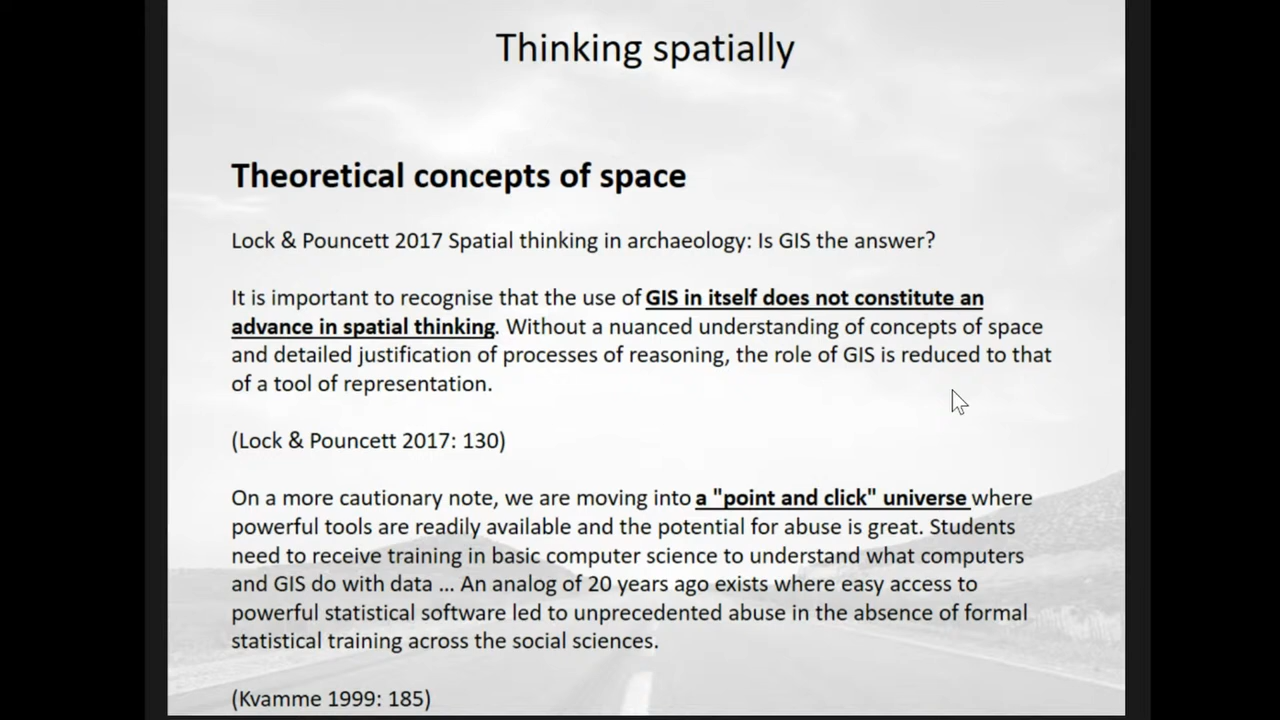 Thinking spatially
Theoretical concepts of space
Lock & Pouncett 2017 Spatial thinking in archaeology: Is GIS the answer?
It is important to recognise that the use of GIS in itself does not constitute an
advance in spatial thinking. Without a nuanced understanding of concepts of space
and detailed justification of processes of reasoning, the role of GIS is reduced to that
of a tool of representation.
(Lock & Pouncett 2017: 130)
On a more cautionary note, we are moving into a "point and click" universe where
powerful tools are readily available and the potential for abuse is great. Students
need to receive training in basic computer science to understand what computers
and GIS do with data ... An analog of 20 years ago exists where easy access to
powerful statistical software led to unprecedented abuse in the absence of formal
statistical training across the social sciences.
(Kvamme 1999: 185)